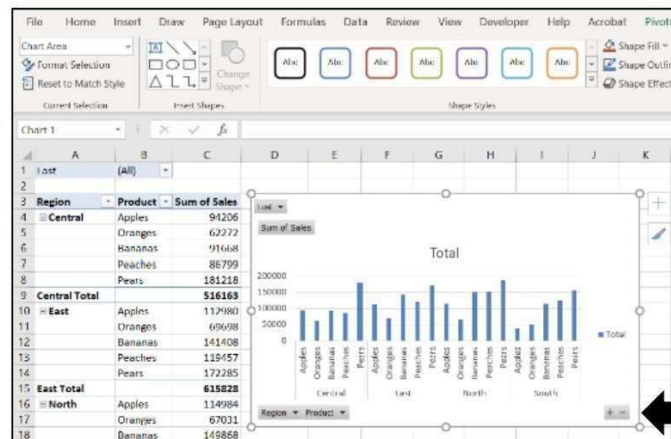 File Home Insert Draw Page Layout Formulas Data Review View Developer Help Acrobat Pivot
Chart Area
Format Selection
Reset to Match Style
Current Selection
Change
Shape
Insert Shapes
Abc Abc Abc Abc Abc Abc Abc
Shape Styles
Shape Fill
Shape Outlin
Shape Effect
Chart 1 fx
A B C D E F G H I J K
1 Last (All)
2
3 Region Product Sum of Sales
4 Central Apples 94206
5 Oranges 62272
6 Bananas 91668
7 Peaches 86799
8 Pears 181218
9 Central Total 516163
10 East Apples 112980
11 Oranges 69698
12 Bananas 141408
13 Peaches 119457
14 Pears 172285
15 East Total 615828
16 North Apples 114984
17 Oranges 67031
18 Bananas 149868
Last
Sum of Sales
Total
200000
150000
100000
50000
0
Apples Oranges Bananas Peaches Pears Apples Oranges Bananas Peaches Pears Apples Oranges Bananas Peaches Pears Apples Oranges Bananas Peaches Pears
Central East North South
Total
Region Product + -